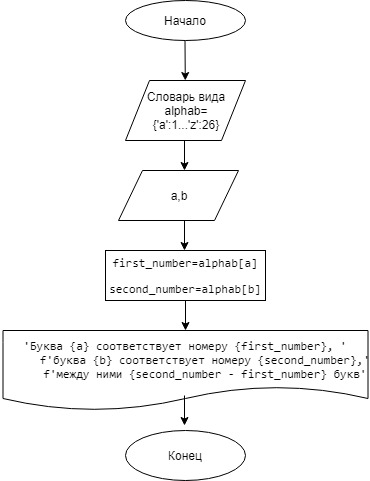 Начало
Словарь вида
alphab=
{'a':1...'z':26}
a,b
first_number=alphab[a]
second_number=alphab[b]
'Буква {a} соответствует номеру {first_number}, '
f'буква {b} соответствует номеру {second_number},'
f'между ними {second_number - first_number} букв'
Конец